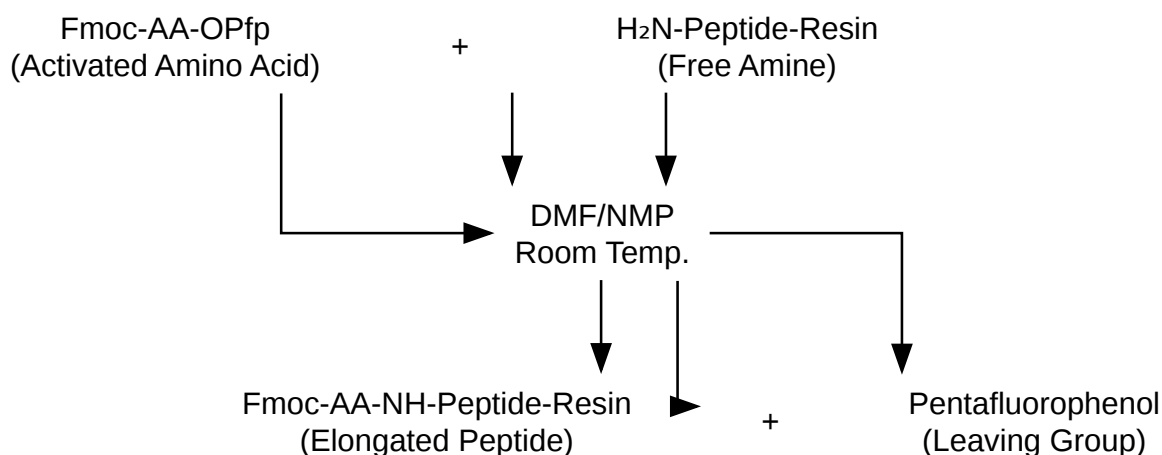 Fmoc-AA-OPfp
(Activated Amino Acid)
+
H₂N-Peptide-Resin
(Free Amine)
DMF/NMP
Room Temp.
Fmoc-AA-NH-Peptide-Resin
(Elongated Peptide)
+
Pentafluorophenol
(Leaving Group)